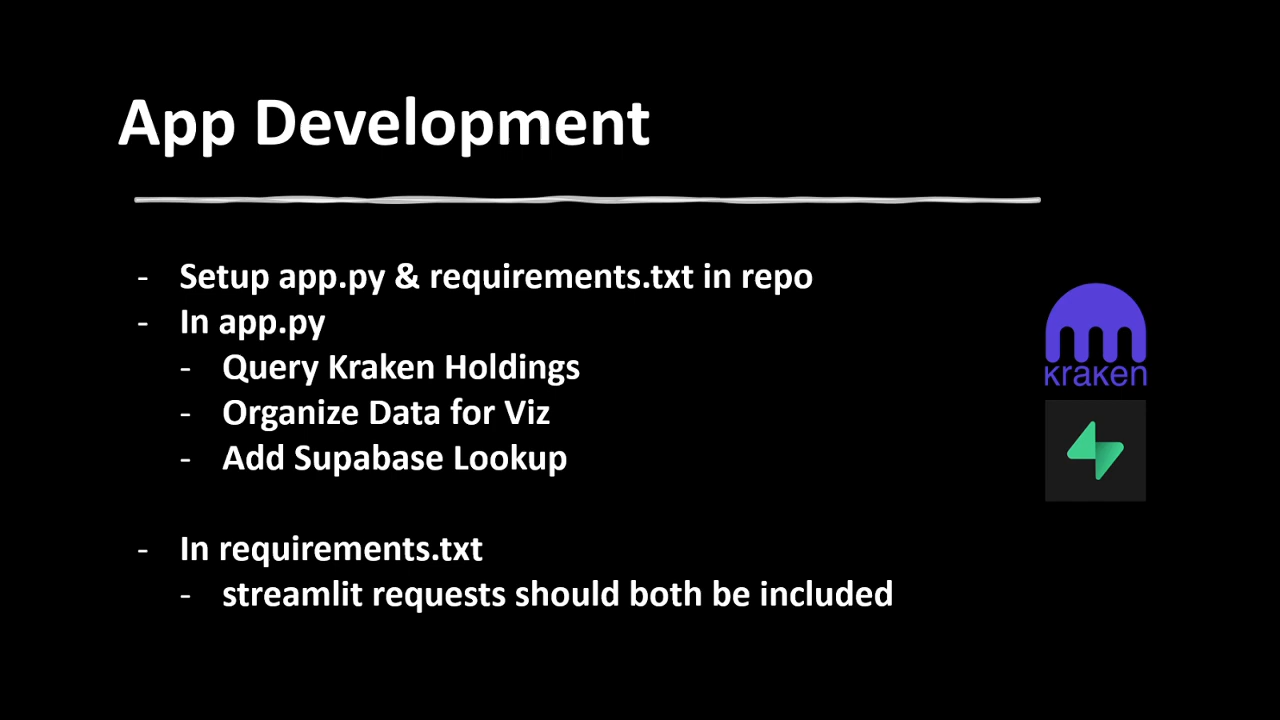 App Development
- Setup app.py & requirements.txt in repo
- In app.py
- Query Kraken Holdings
- Organize Data for Viz
- Add Supabase Lookup
kraken
- In requirements.txt
- streamlit requests should both be included